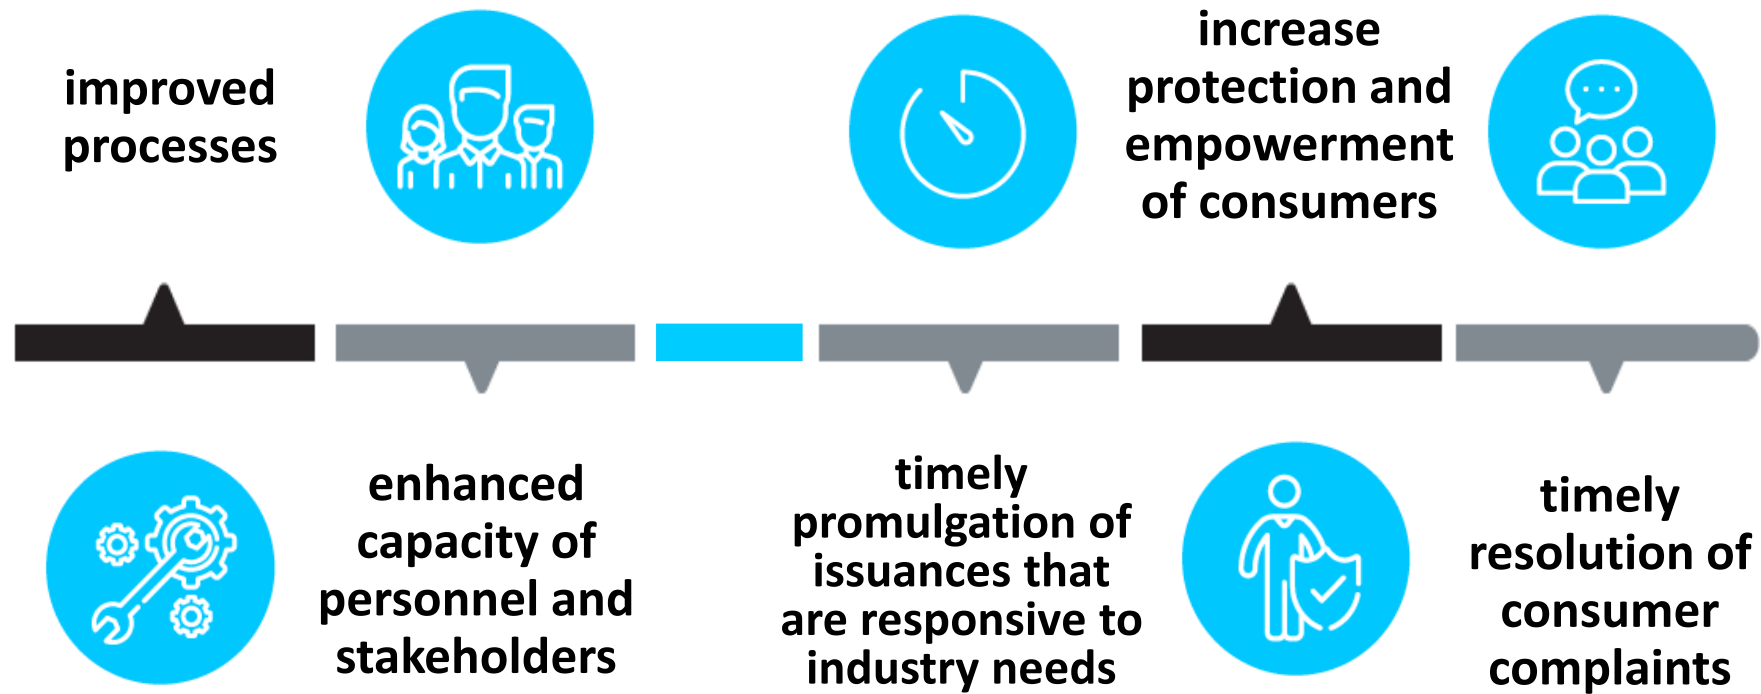 improved
processes
enhanced
capacity of
personnel and
stakeholders
timely
promulgation of
issuances that
are responsive to
industry needs
increase
protection and
empowerment
of consumers
timely
resolution of
consumer
complaints